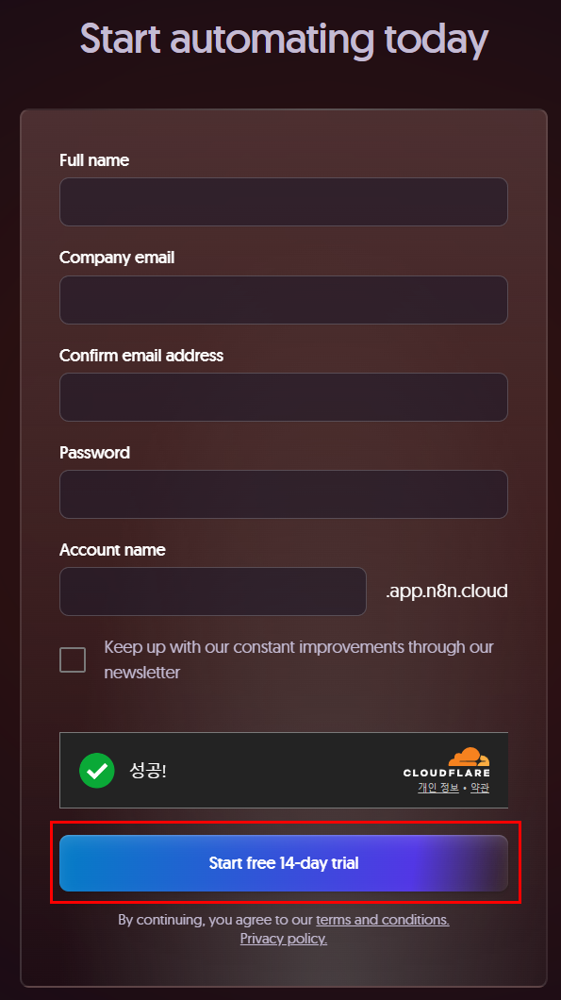 Start automating today
Full name
Company email
Confirm email address
Password
Account name
.app.n8n.cloud
Keep up with our constant improvements through our
newsletter
성공!
CLOUDFLARE
개인 정보 • 약관
Start free 14-day trial
By continuing, you agree to our terms and conditions.
Privacy policy.